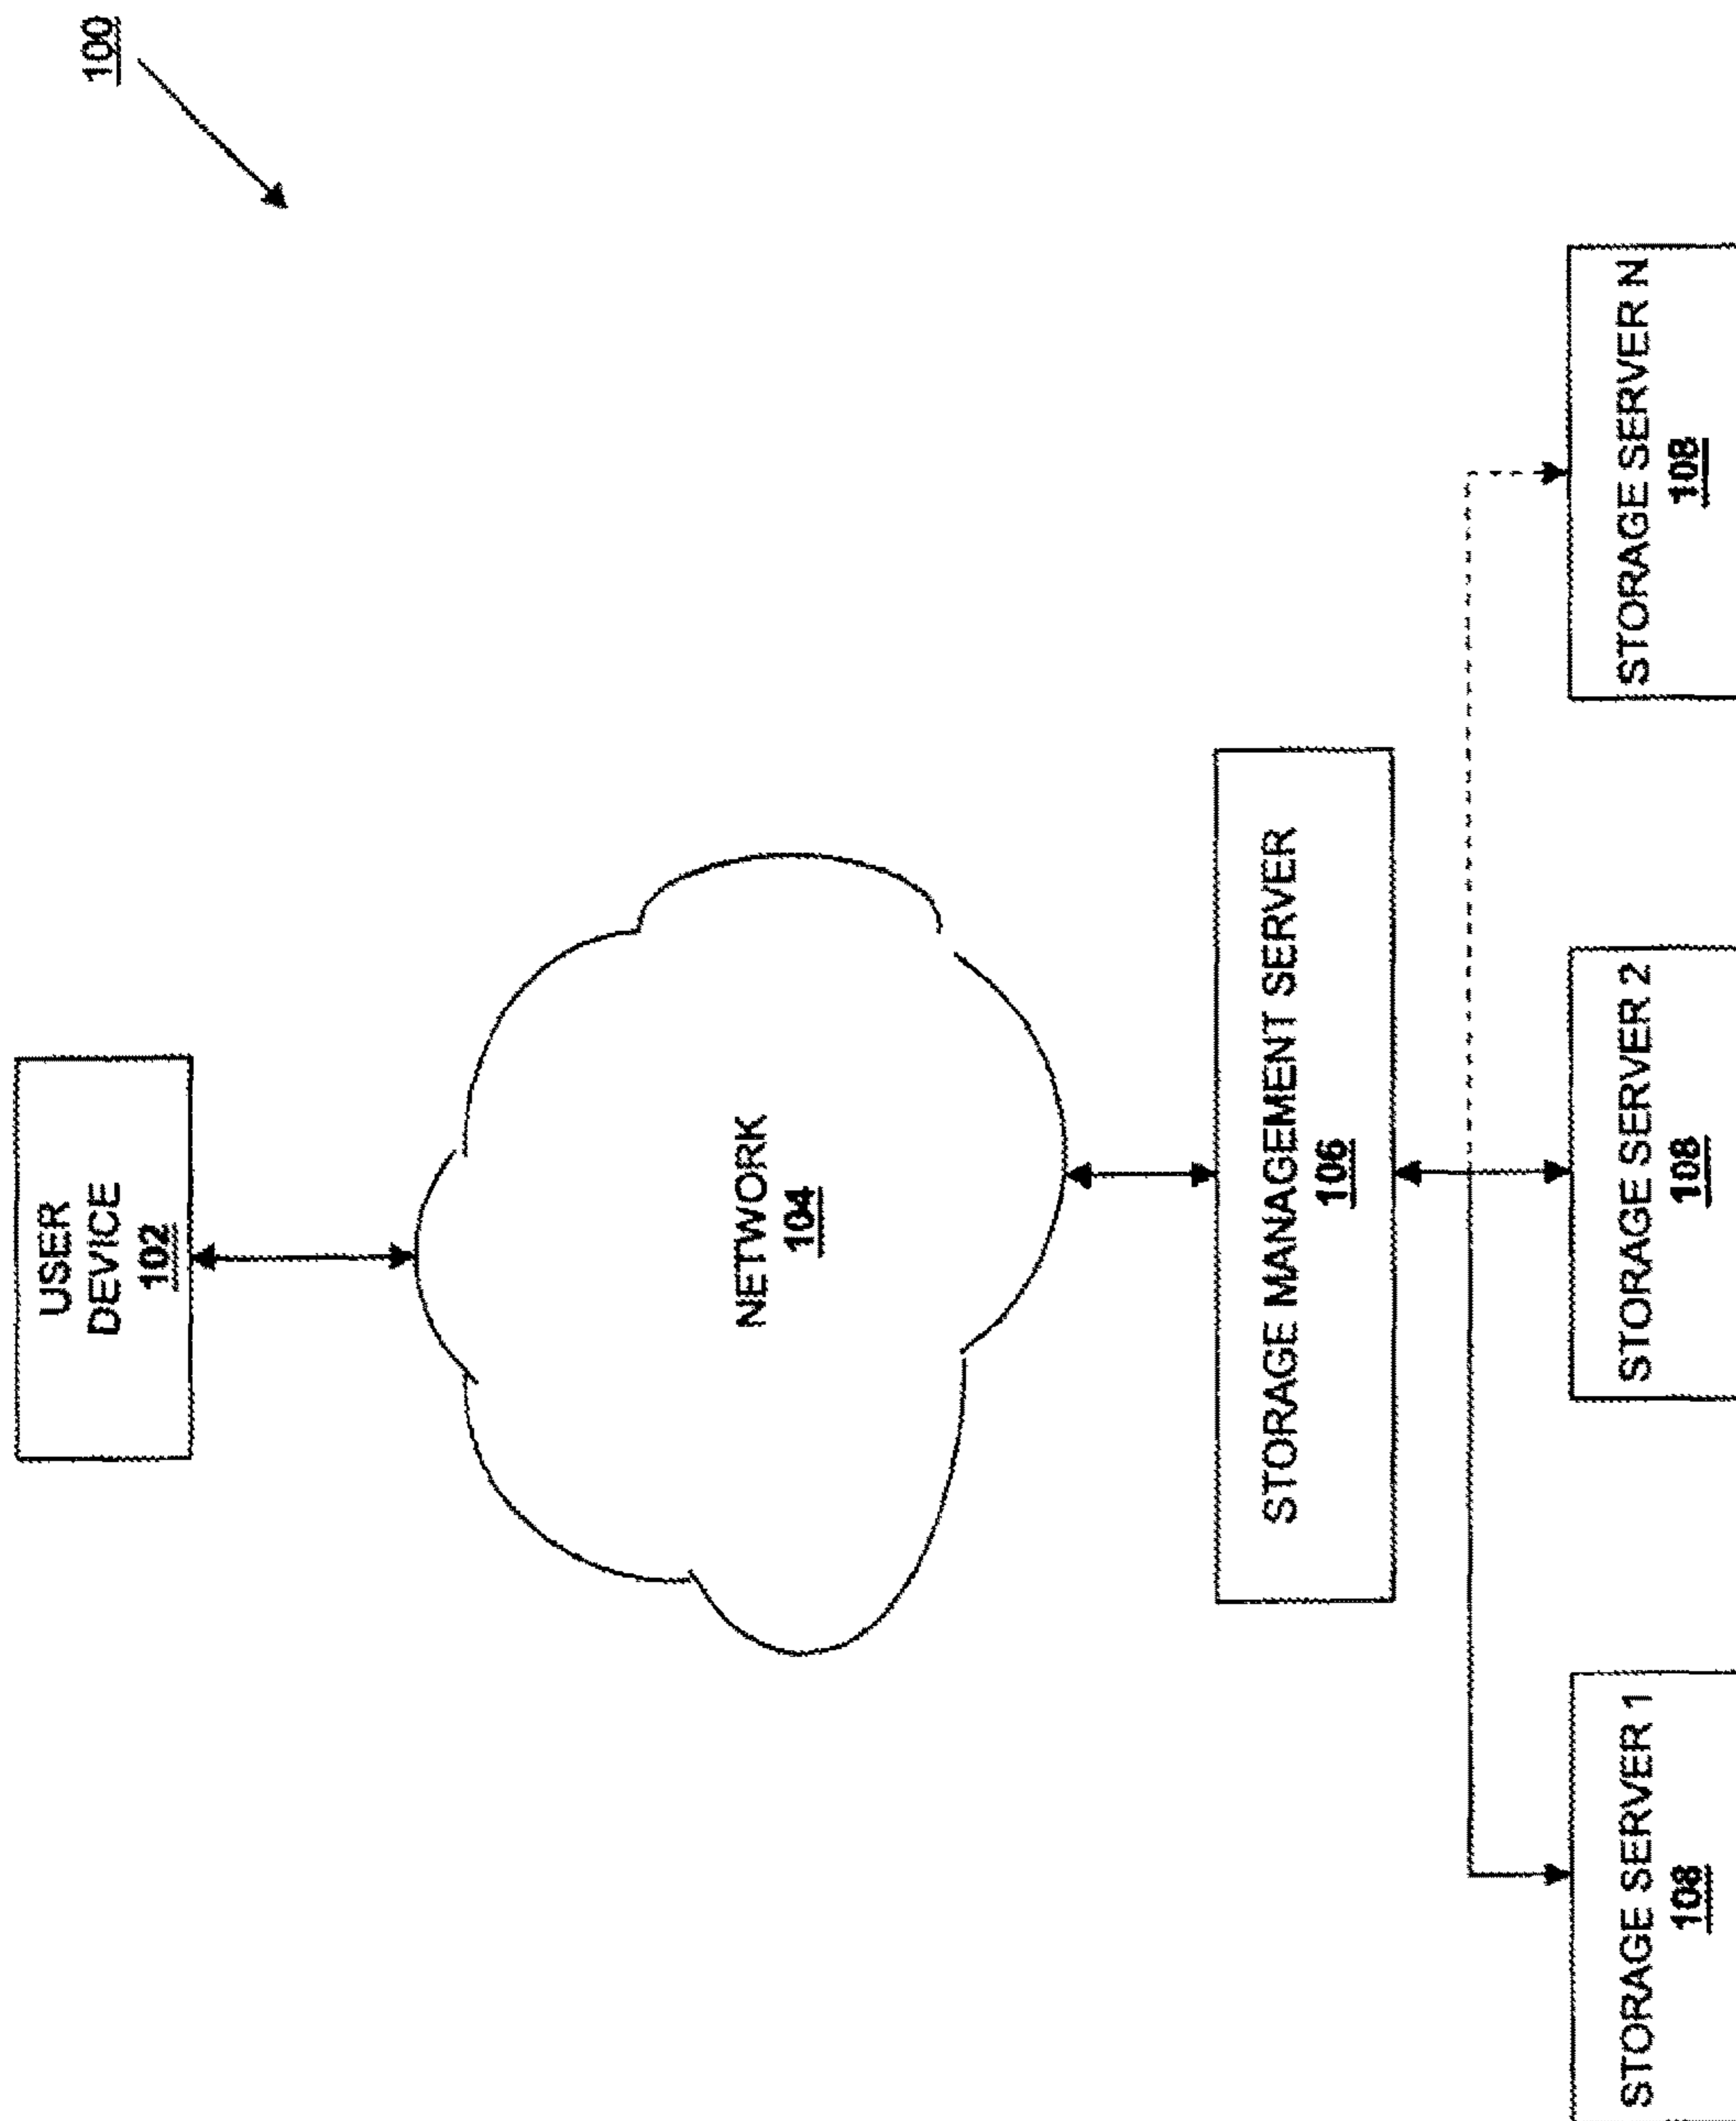 100
USER
DEVICE
102
NETWORK
104
STORAGE MANAGEMENT SERVER
106
STORAGE SERVER 1
108
STORAGE SERVER 2
108
STORAGE SERVER N
108